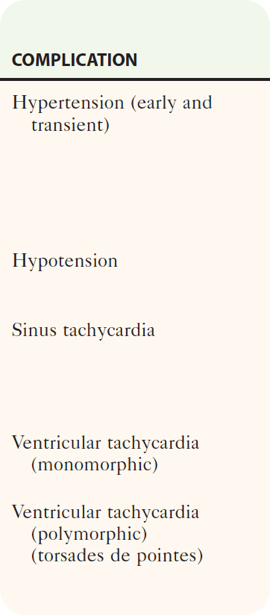 COMPLICATION
Hypertension (early and
transient)
Hypotension
Sinus tachycardia
Ventricular tachycardia
(monomorphic)
Ventricular tachycardia
(polymorphic)
(torsades de pointes)